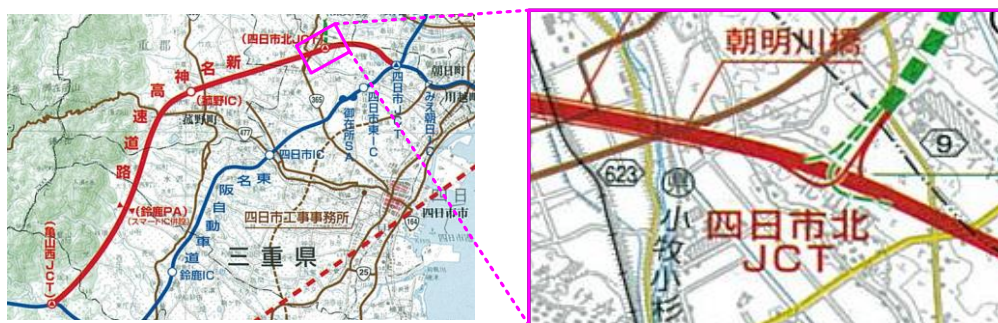 (四日市北JCT)
新名神高速道路
(菰野IC)
菰野町
朝日町
川越町
四日市JCT
みえ朝日IC
四日市東IC
御在所SA
365
477
四日市IC
東名阪自動車道
四日市工事事務所
四日市市
164
(鈴鹿PA)
(スマートIC併設)
三重県
25
鈴鹿IC
(亀山西JCT)
朝明川橋
9
623
県
小牧小杉
四日市北
JCT